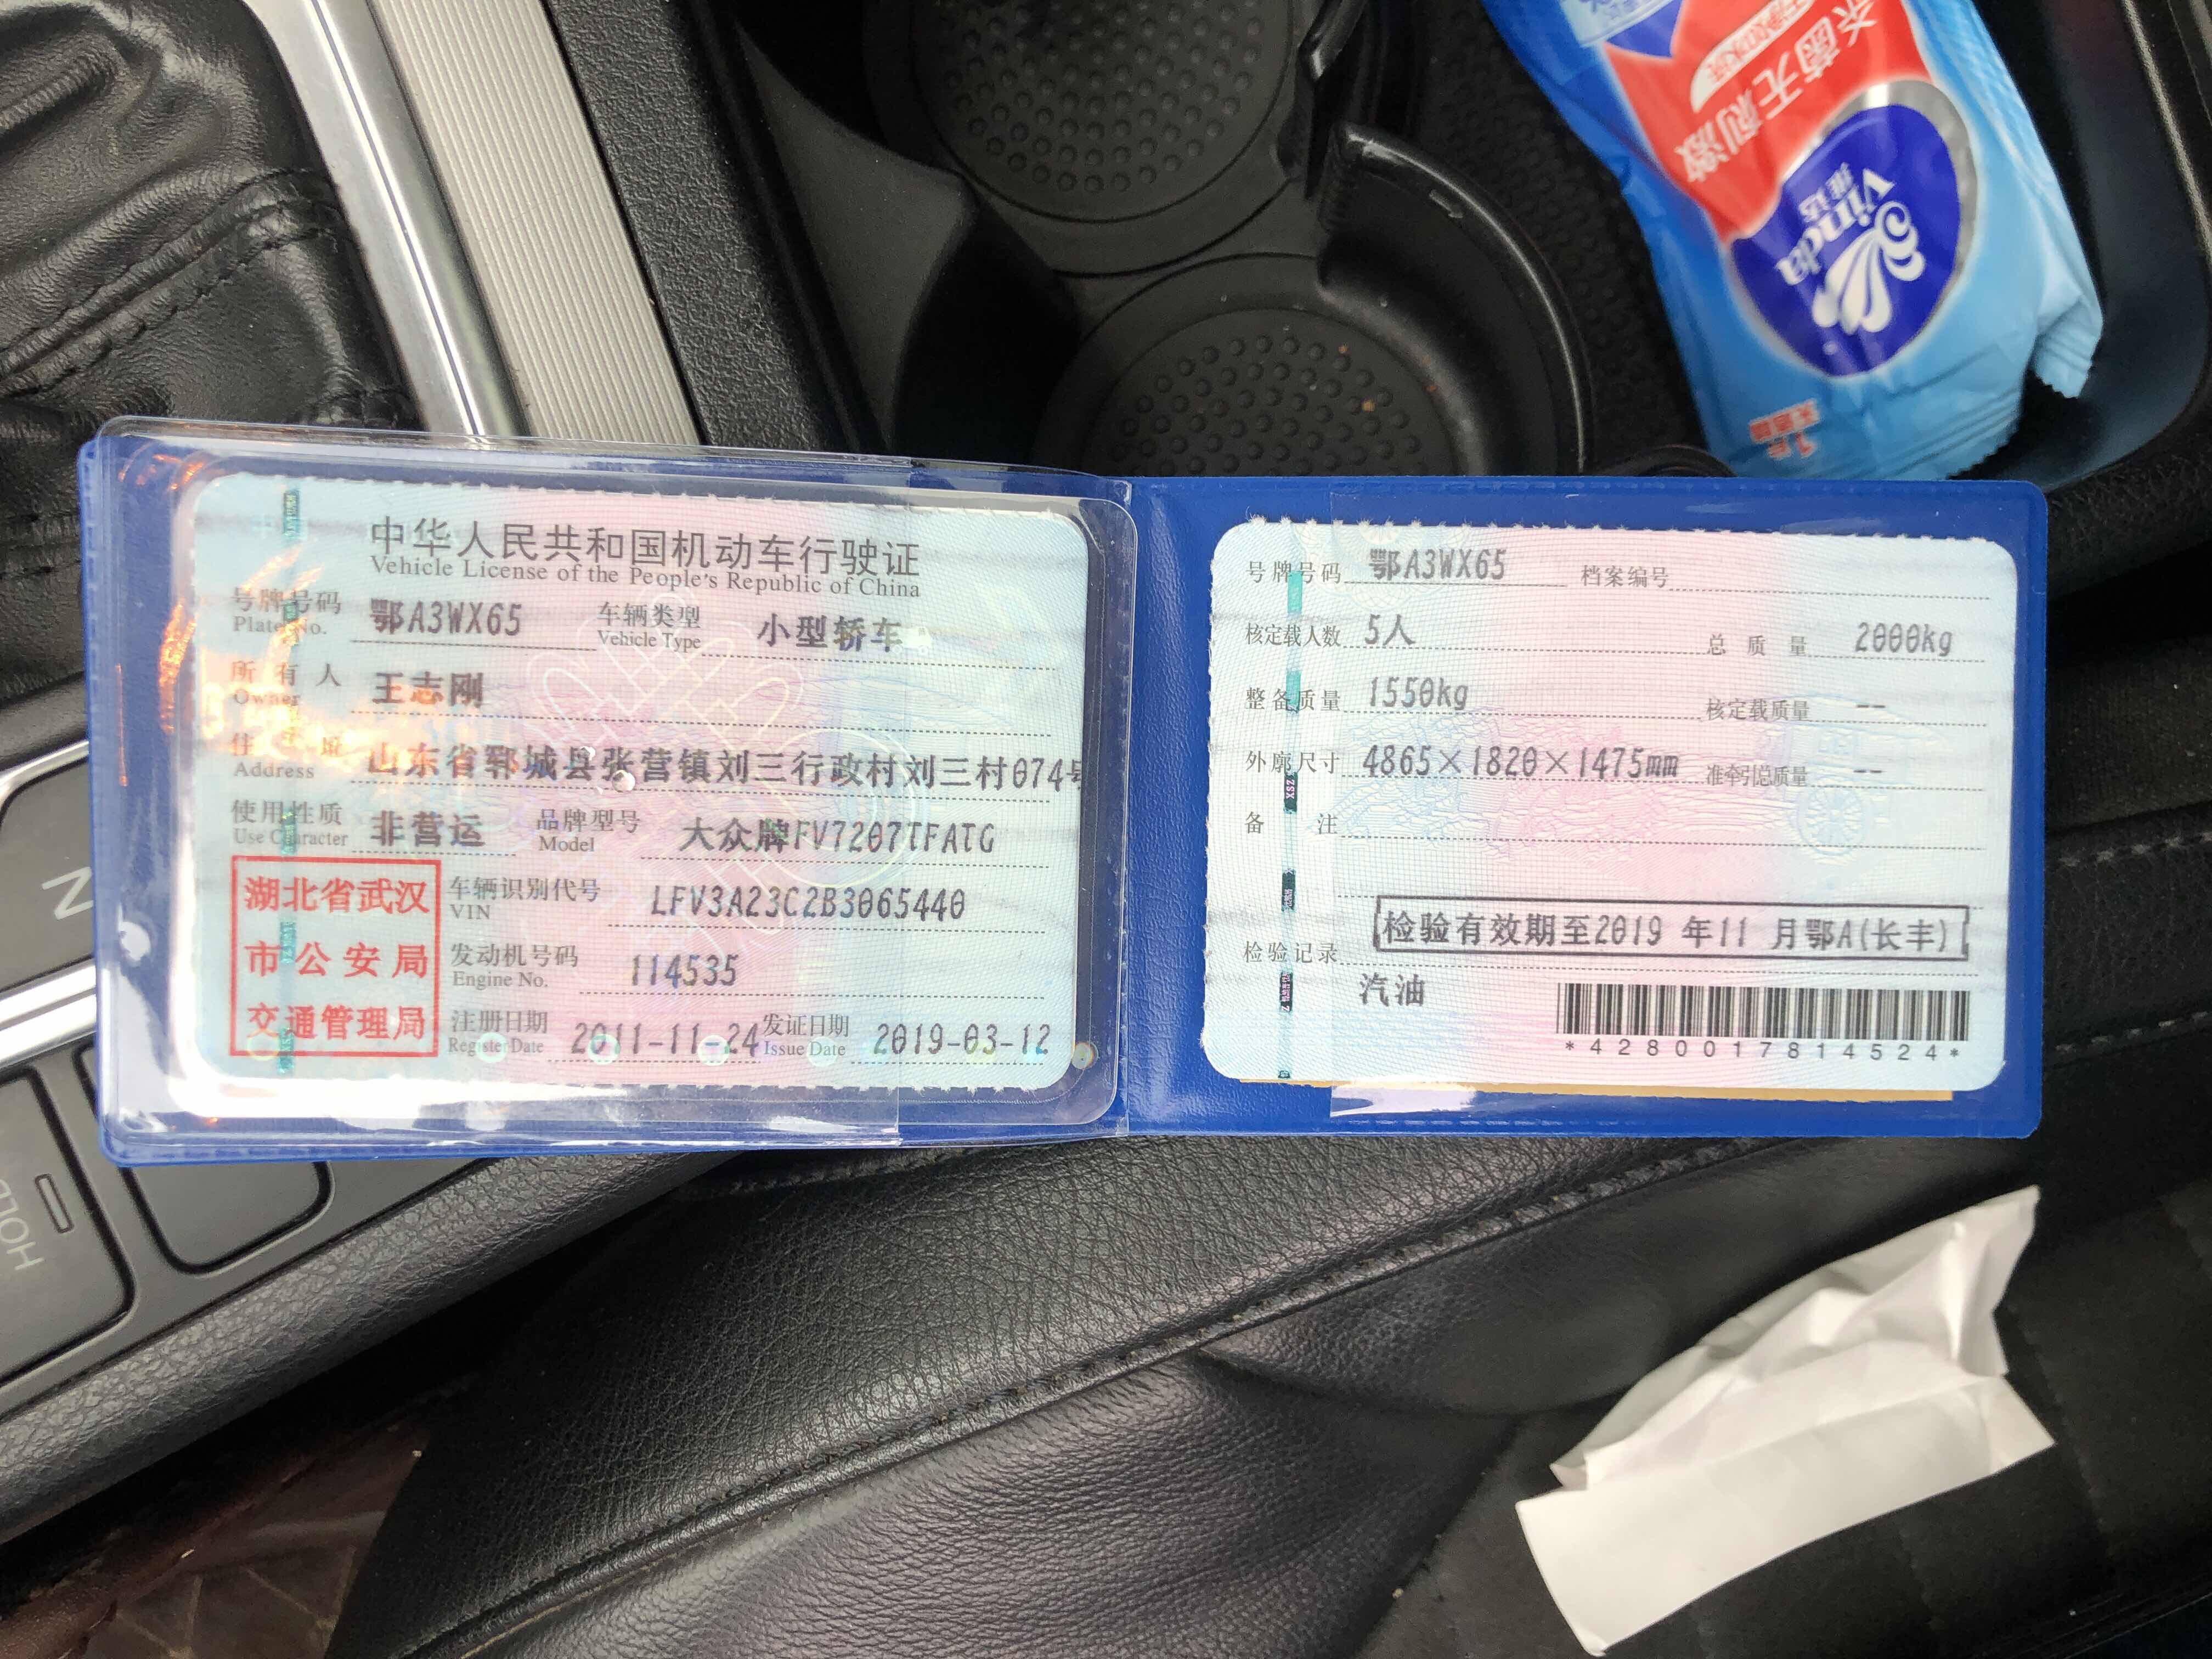 中华人民共和国机动车行驶证
Vehicle License of the People's Republic of China
号牌号码 鄂A3WX65 车辆类型 小型轿车
Plate No. Vehicle Type
所有人 王志刚
Owner
住址 山东省郓城县张营镇刘三行政村刘三村074号
Address
使用性质 非营运 品牌型号 大众牌FV7207TFATG
Use Character Model
湖北省武汉
市公安局
交通管理局
车辆识别代号 LFV3A23C2B3065440
VIN
发动机号码 114535
Engine No.
注册日期 2011-11-24 发证日期 2019-03-12
Register Date Issue Date
号牌号码 鄂A3WX65 档案编号
核定载人数 5人 总质量 2000kg
整备质量 1550kg 核定载质量 --
外廓尺寸 4865×1820×1475mm 准牵引总质量 --
备注
检验有效期至2019年11月鄂A(长丰)
检验记录
汽油
*4280017814524*
HOLD
N
Vinda
维达
杀菌无刺激